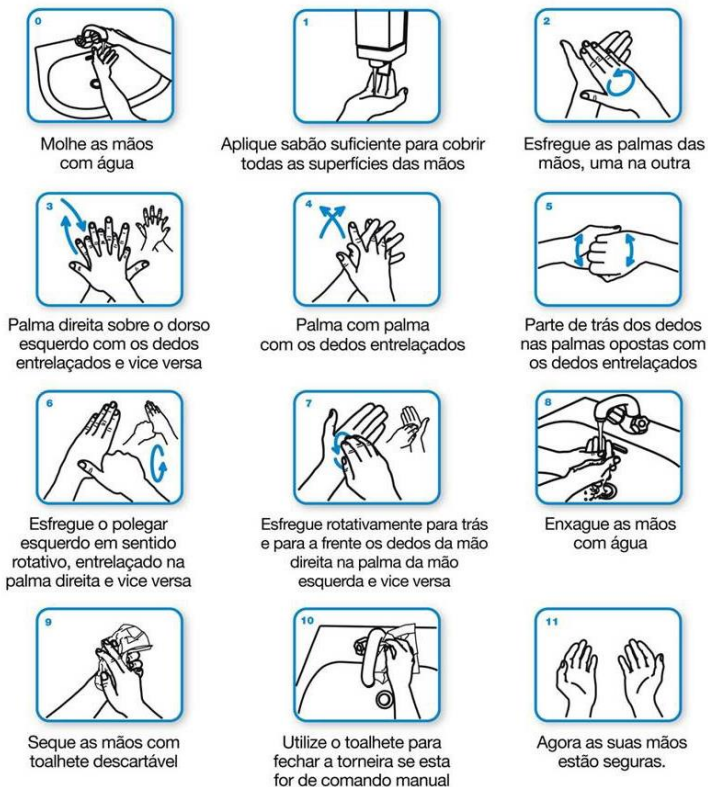 0
Molhe as mãos
com água
1
Aplique sabão suficiente para cobrir
todas as superfícies das mãos
2
Esfregue as palmas das
mãos, uma na outra
3
Palma direita sobre o dorso
esquerdo com os dedos
entrelaçados e vice versa
4
Palma com palma
com os dedos entrelaçados
5
Parte de trás dos dedos
nas palmas opostas com
os dedos entrelaçados
6
Esfregue o polegar
esquerdo em sentido
rotativo, entrelaçado na
palma direita e vice versa
7
Esfregue rotativamente para trás
e para a frente os dedos da mão
direita na palma da mão
esquerda e vice versa
8
Enxague as mãos
com água
9
Seque as mãos com
toalhete descartável
10
Utilize o toalhete para
fechar a torneira se esta
for de comando manual
11
Agora as suas mãos
estão seguras.